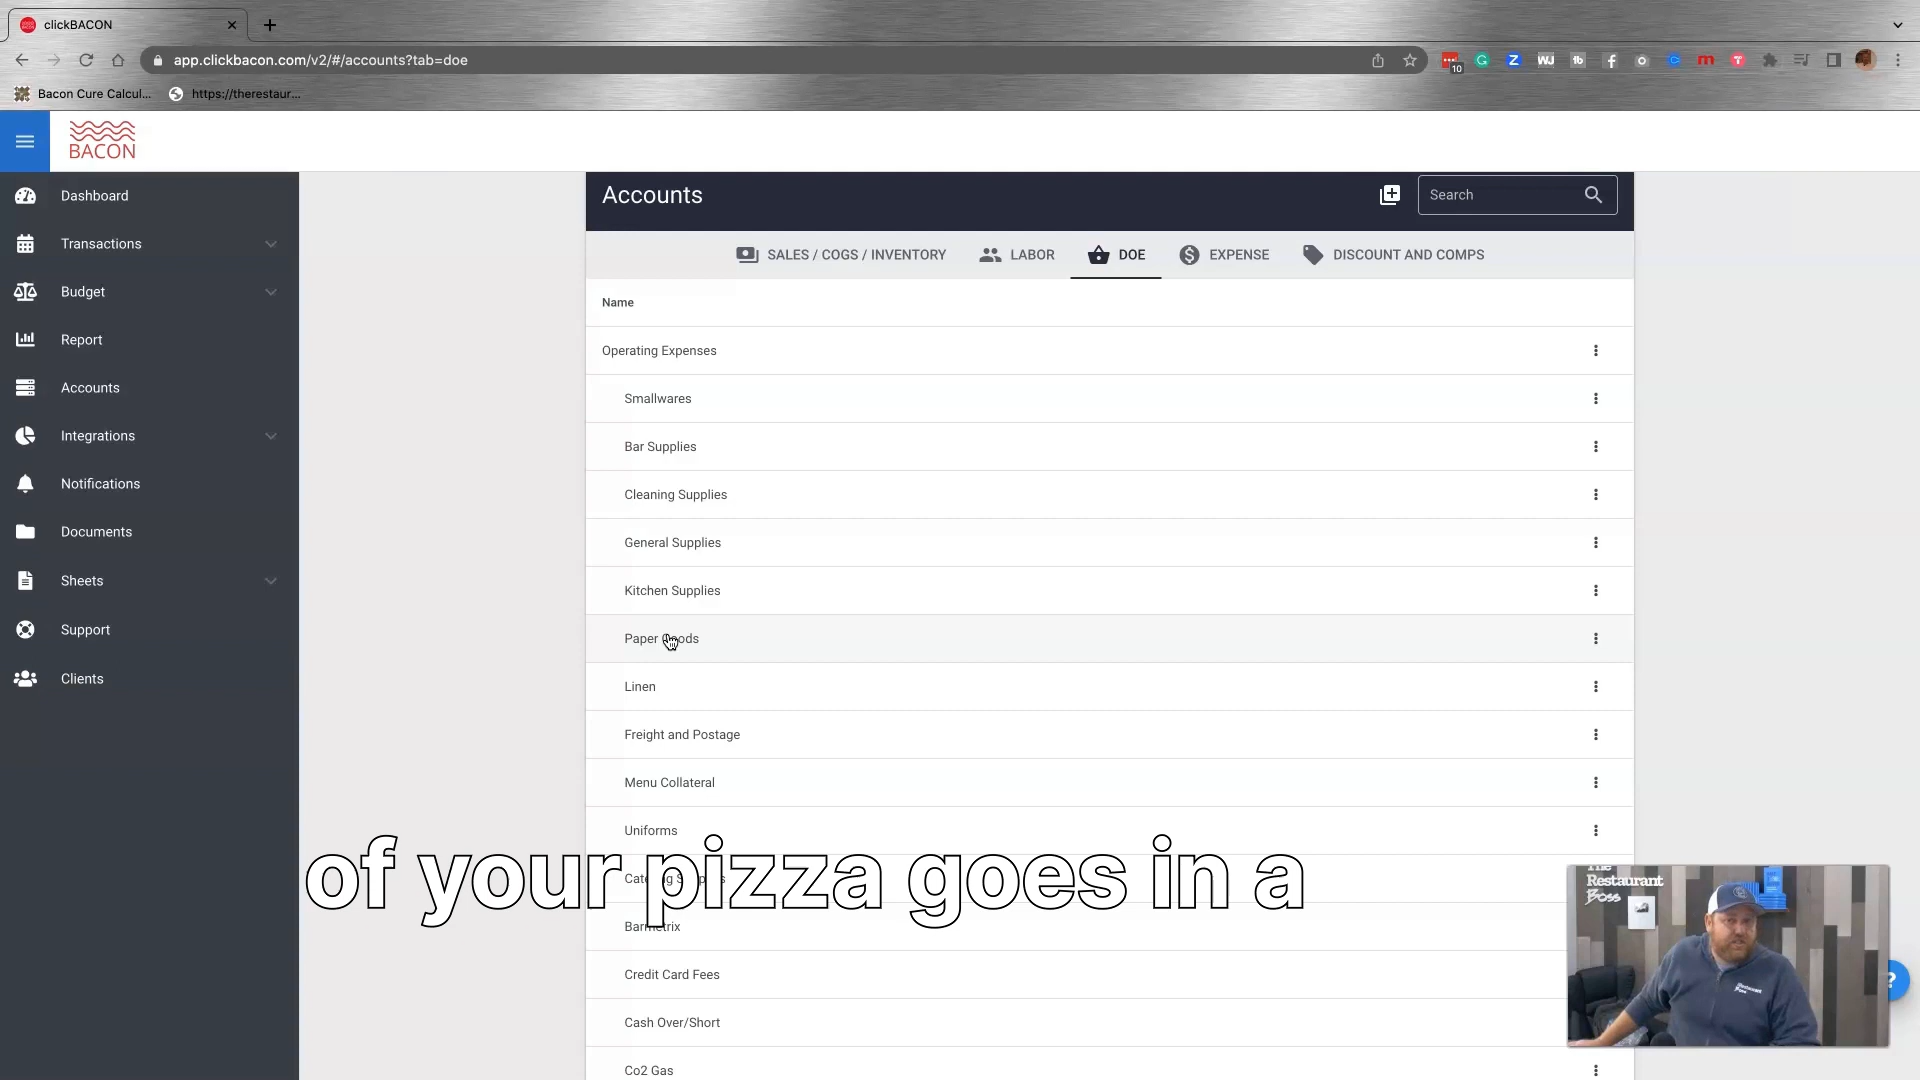 clickBACON
app.clickbacon.com/v2/#/accounts?tab=doe
10
Bacon Cure Calcul...
https://therestaur...
BACON
Dashboard
Transactions
Budget
Report
Accounts
Integrations
Notifications
Documents
Sheets
Support
Clients
Accounts
Search
SALES / COGS / INVENTORY
LABOR
DOE
EXPENSE
DISCOUNT AND COMPS
Name
Operating Expenses
Smallwares
Bar Supplies
Cleaning Supplies
General Supplies
Kitchen Supplies
Paper Goods
Linen
Freight and Postage
Menu Collateral
Uniforms
Catering Supplies
Barmetrix
Credit Card Fees
Cash Over/Short
Co2 Gas
of your pizza goes in a
The
Restaurant
Boss
?